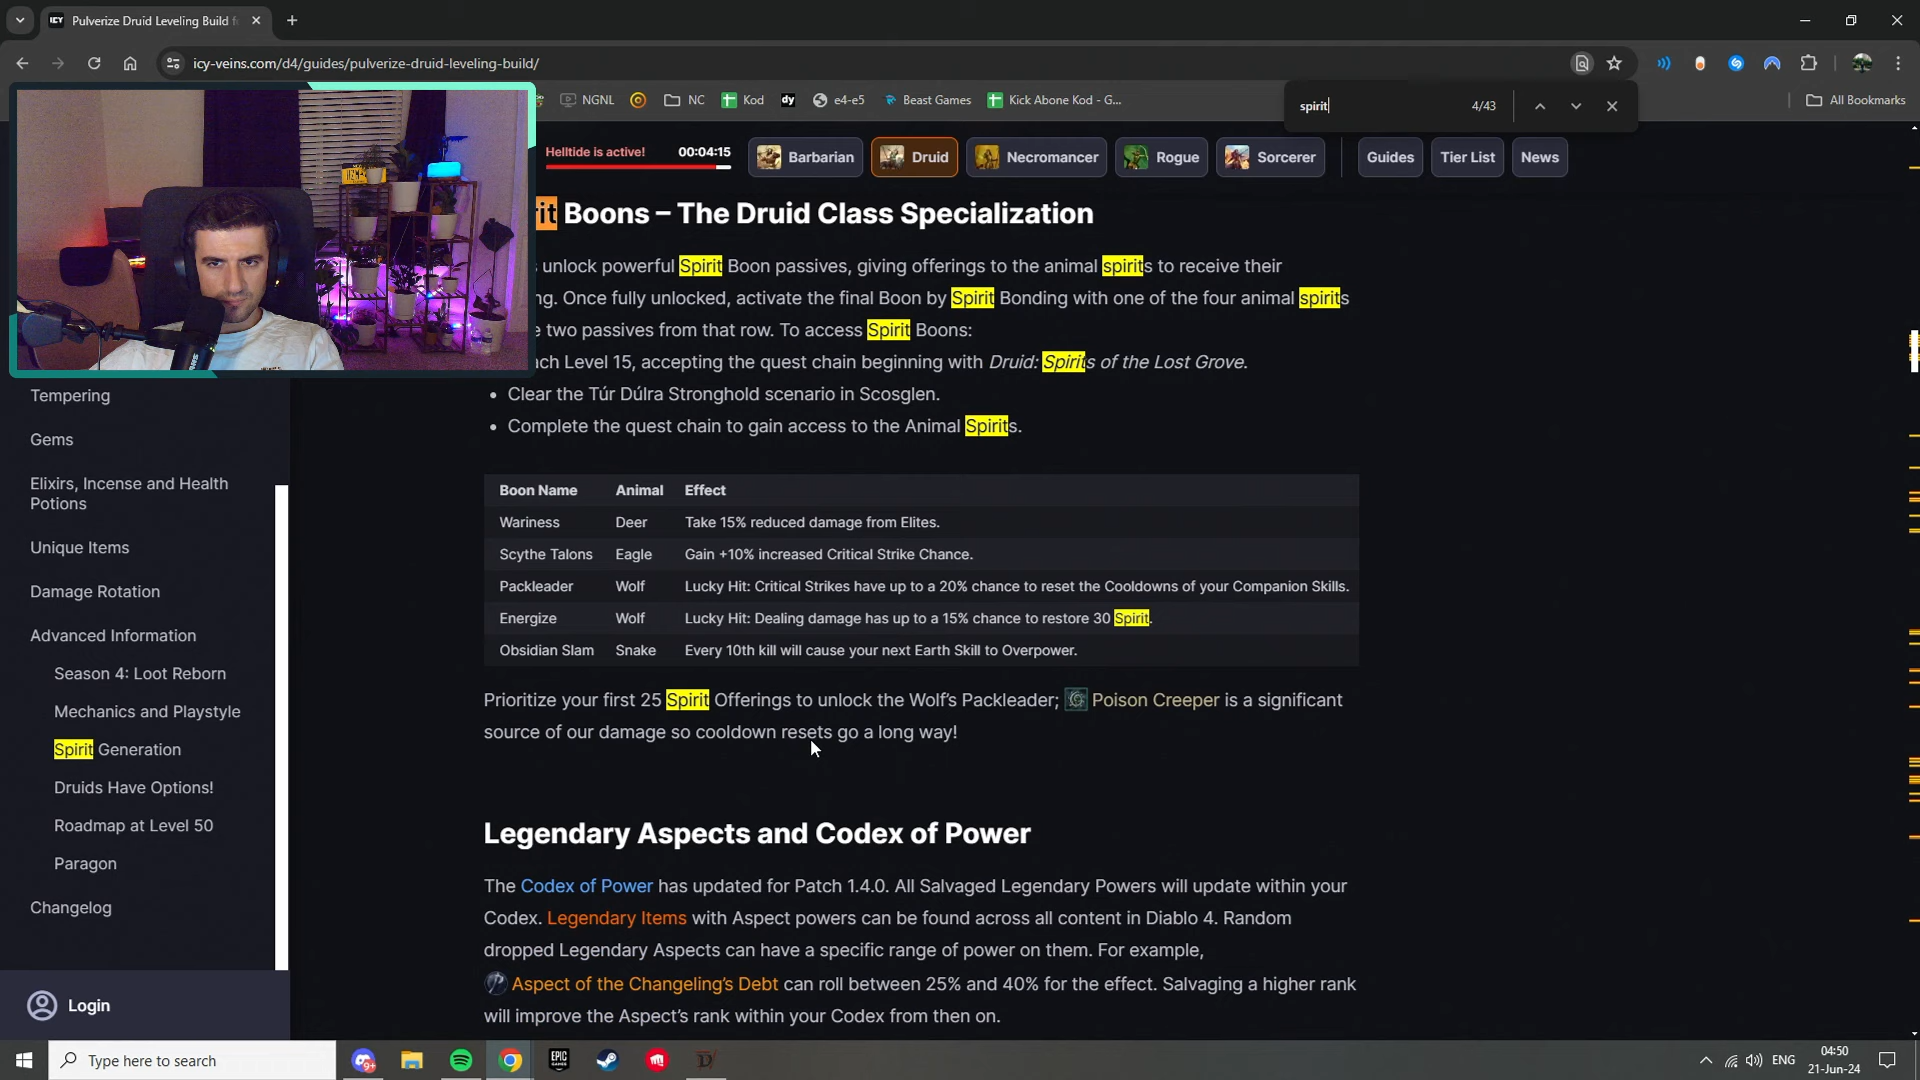 ICY Pulverize Druid Leveling Build f
icy-veins.com/d4/guides/pulverize-druid-leveling-build/
NGNL
NC
Kod
dy
e4-e5
Beast Games
Kick Abone Kod - G...
All Bookmarks
spirit 4/43
Helltide is active! 00:04:15
Barbarian
Druid
Necromancer
Rogue
Sorcerer
Guides
Tier List
News
Boons – The Druid Class Specialization
unlock powerful Spirit Boon passives, giving offerings to the animal spirits to receive their
Once fully unlocked, activate the final Boon by Spirit Bonding with one of the four animal spirits
two passives from that row. To access Spirit Boons:
Level 15, accepting the quest chain beginning with Druid: Spirits of the Lost Grove.
• Clear the Túr Dúlra Stronghold scenario in Scosglen.
• Complete the quest chain to gain access to the Animal Spirits.
Boon Name Animal Effect
Wariness Deer Take 15% reduced damage from Elites.
Scythe Talons Eagle Gain +10% increased Critical Strike Chance.
Packleader Wolf Lucky Hit: Critical Strikes have up to a 20% chance to reset the Cooldowns of your Companion Skills.
Energize Wolf Lucky Hit: Dealing damage has up to a 15% chance to restore 30 Spirit.
Obsidian Slam Snake Every 10th kill will cause your next Earth Skill to Overpower.
Prioritize your first 25 Spirit Offerings to unlock the Wolf's Packleader; Poison Creeper is a significant
source of our damage so cooldown resets go a long way!
Legendary Aspects and Codex of Power
The Codex of Power has updated for Patch 1.4.0. All Salvaged Legendary Powers will update within your
Codex. Legendary Items with Aspect powers can be found across all content in Diablo 4. Random
dropped Legendary Aspects can have a specific range of power on them. For example,
Aspect of the Changeling's Debt can roll between 25% and 40% for the effect. Salvaging a higher rank
will improve the Aspect's rank within your Codex from then on.
Tempering
Gems
Elixirs, Incense and Health
Potions
Unique Items
Damage Rotation
Advanced Information
Season 4: Loot Reborn
Mechanics and Playstyle
Spirit Generation
Druids Have Options!
Roadmap at Level 50
Paragon
Changelog
Login
Type here to search
9+
EPIC
GAMES
ENG
04:50
21-Jun-24